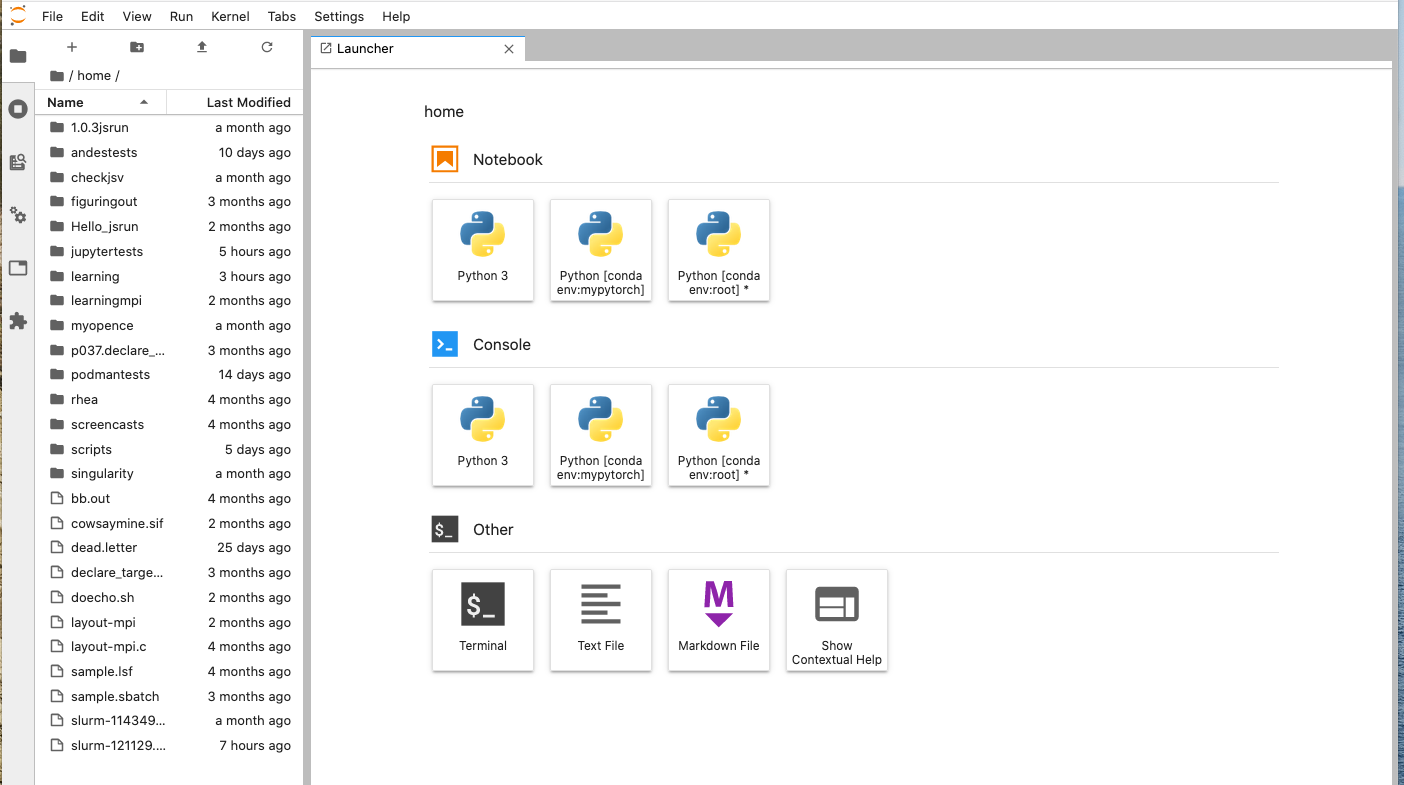 File Edit View Run Kernel Tabs Settings Help
Launcher
/ home /
Name Last Modified
1.0.3jsrun a month ago
andestests 10 days ago
checkjsv a month ago
figuringout 3 months ago
Hello_jsrun 2 months ago
jupytertests 5 hours ago
learning 3 hours ago
learningmpi 2 months ago
myopence a month ago
p037.declare_... 3 months ago
podmantests 14 days ago
rhea 4 months ago
screencasts 4 months ago
scripts 5 days ago
singularity a month ago
bb.out 4 months ago
cowsaymine.sif 2 months ago
dead.letter 25 days ago
declare_targe... 3 months ago
doecho.sh 2 months ago
layout-mpi 2 months ago
layout-mpi.c 4 months ago
sample.lsf 4 months ago
sample.sbatch 3 months ago
slurm-114349... a month ago
slurm-121129.... 7 hours ago
home
Notebook
Python 3
Python [conda
env:mypytorch]
Python [conda
env:root] *
Console
Python 3
Python [conda
env:mypytorch]
Python [conda
env:root] *
$_ Other
$_
Terminal
Text File
M
Markdown File
Show
Contextual Help